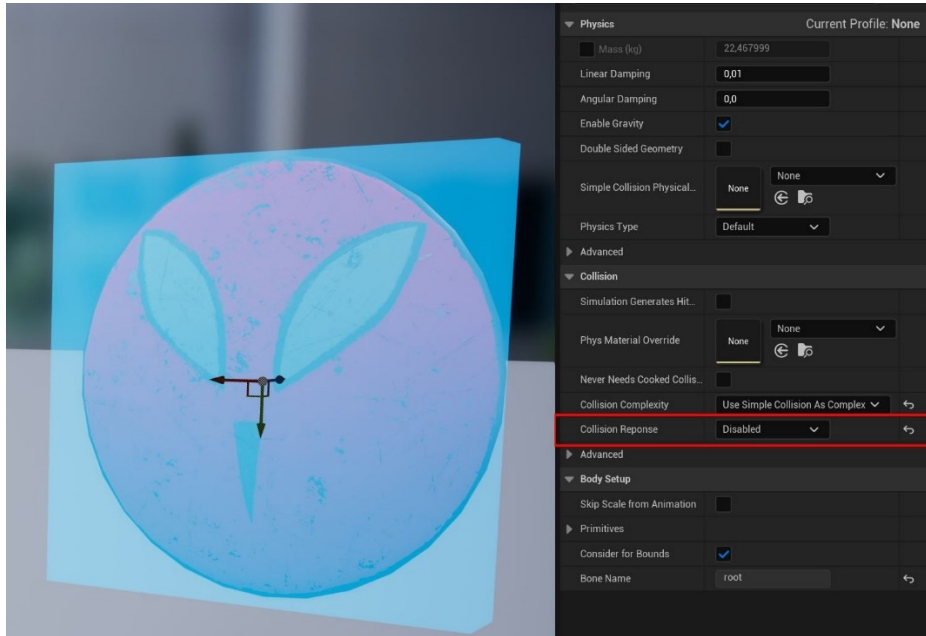 Physics Current Profile: None
Mass (kg) 22,467999
Linear Damping 0,01
Angular Damping 0,0
Enable Gravity
Double Sided Geometry
Simple Collision Physical... None None
Physics Type Default
Advanced
Collision
Simulation Generates Hit...
Phys Material Override None None
Never Needs Cooked Collis...
Collision Complexity Use Simple Collision As Complex
Collision Reponse Disabled
Advanced
Body Setup
Skip Scale from Animation
Primitives
Consider for Bounds
Bone Name root